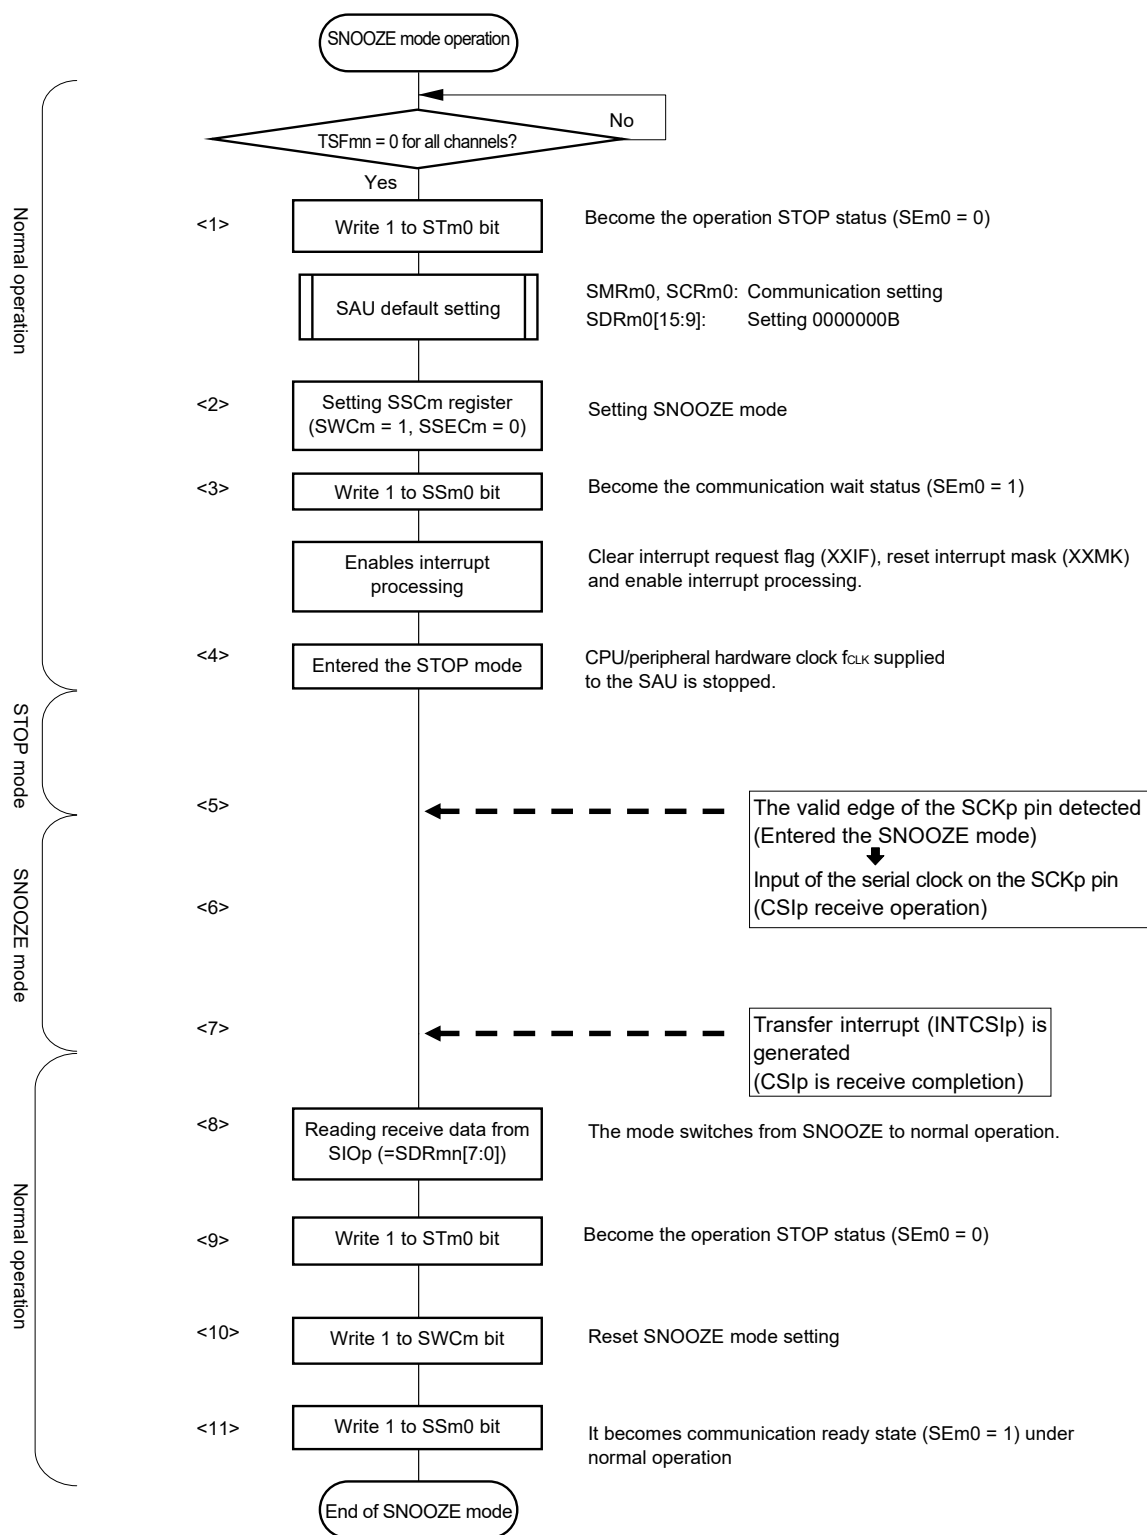 SNOOZE mode operation
No
TSFmn = 0 for all channels?
Yes
Normal operation
<1>
Write 1 to STm0 bit
Become the operation STOP status (SEm0 = 0)
SAU default setting
SMRm0, SCRm0: Communication setting
SDRm0[15:9]: Setting 0000000B
<2>
Setting SSCm register
(SWCm = 1, SSECm = 0)
Setting SNOOZE mode
<3>
Write 1 to SSm0 bit
Become the communication wait status (SEm0 = 1)
Enables interrupt
processing
Clear interrupt request flag (XXIF), reset interrupt mask (XXMK)
and enable interrupt processing.
<4>
Entered the STOP mode
CPU/peripheral hardware clock fCLK supplied
to the SAU is stopped.
STOP mode
<5>
The valid edge of the SCKp pin detected
(Entered the SNOOZE mode)
Input of the serial clock on the SCKp pin
(CSIp receive operation)
SNOOZE mode
<6>
<7>
Transfer interrupt (INTCSIp) is
generated
(CSIp is receive completion)
Normal operation
<8>
Reading receive data from
SIOp (=SDRmn[7:0])
The mode switches from SNOOZE to normal operation.
<9>
Write 1 to STm0 bit
Become the operation STOP status (SEm0 = 0)
<10>
Write 1 to SWCm bit
Reset SNOOZE mode setting
<11>
Write 1 to SSm0 bit
It becomes communication ready state (SEm0 = 1) under
normal operation
End of SNOOZE mode